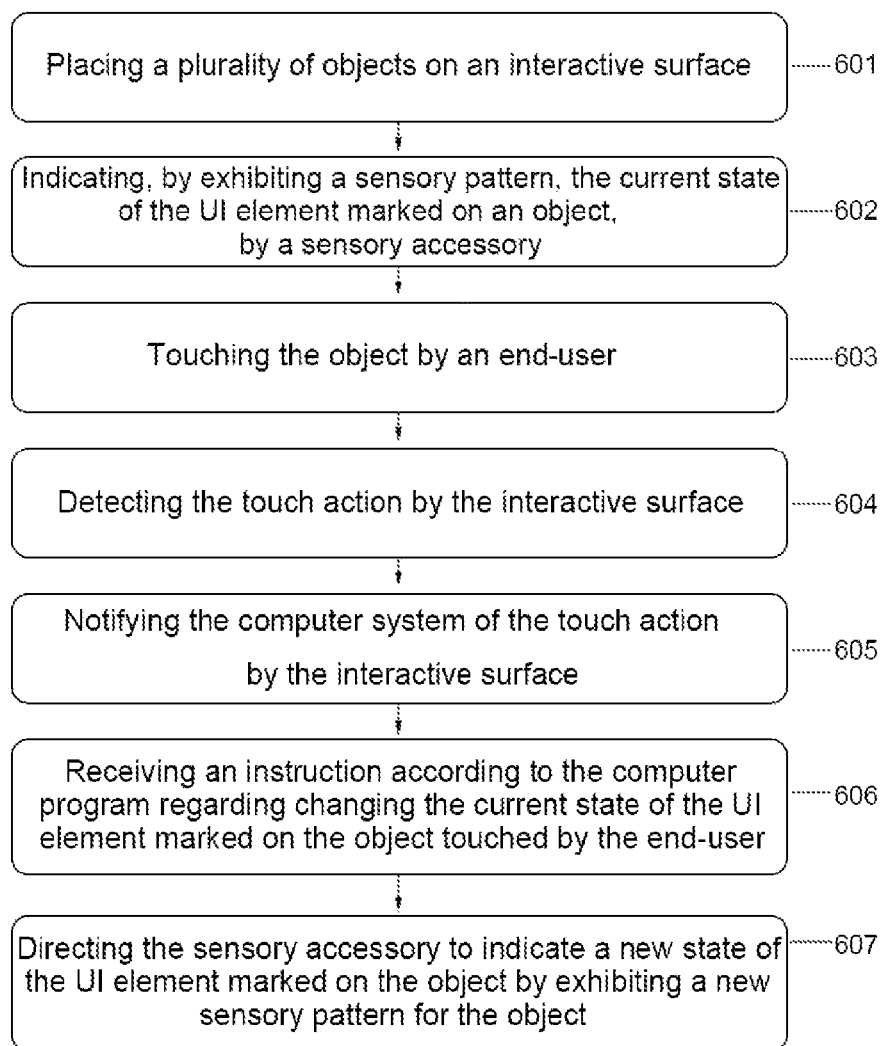 Placing a plurality of objects on an interactive surface
601
Indicating, by exhibiting a sensory pattern, the current state
of the UI element marked on an object,
by a sensory accessory
602
Touching the object by an end-user
603
Detecting the touch action by the interactive surface
604
Notifying the computer system of the touch action
by the interactive surface
605
Receiving an instruction according to the computer
program regarding changing the current state of the UI
element marked on the object touched by the end-user
606
Directing the sensory accessory to indicate a new state of
the UI element marked on the object by exhibiting a new
sensory pattern for the object
607